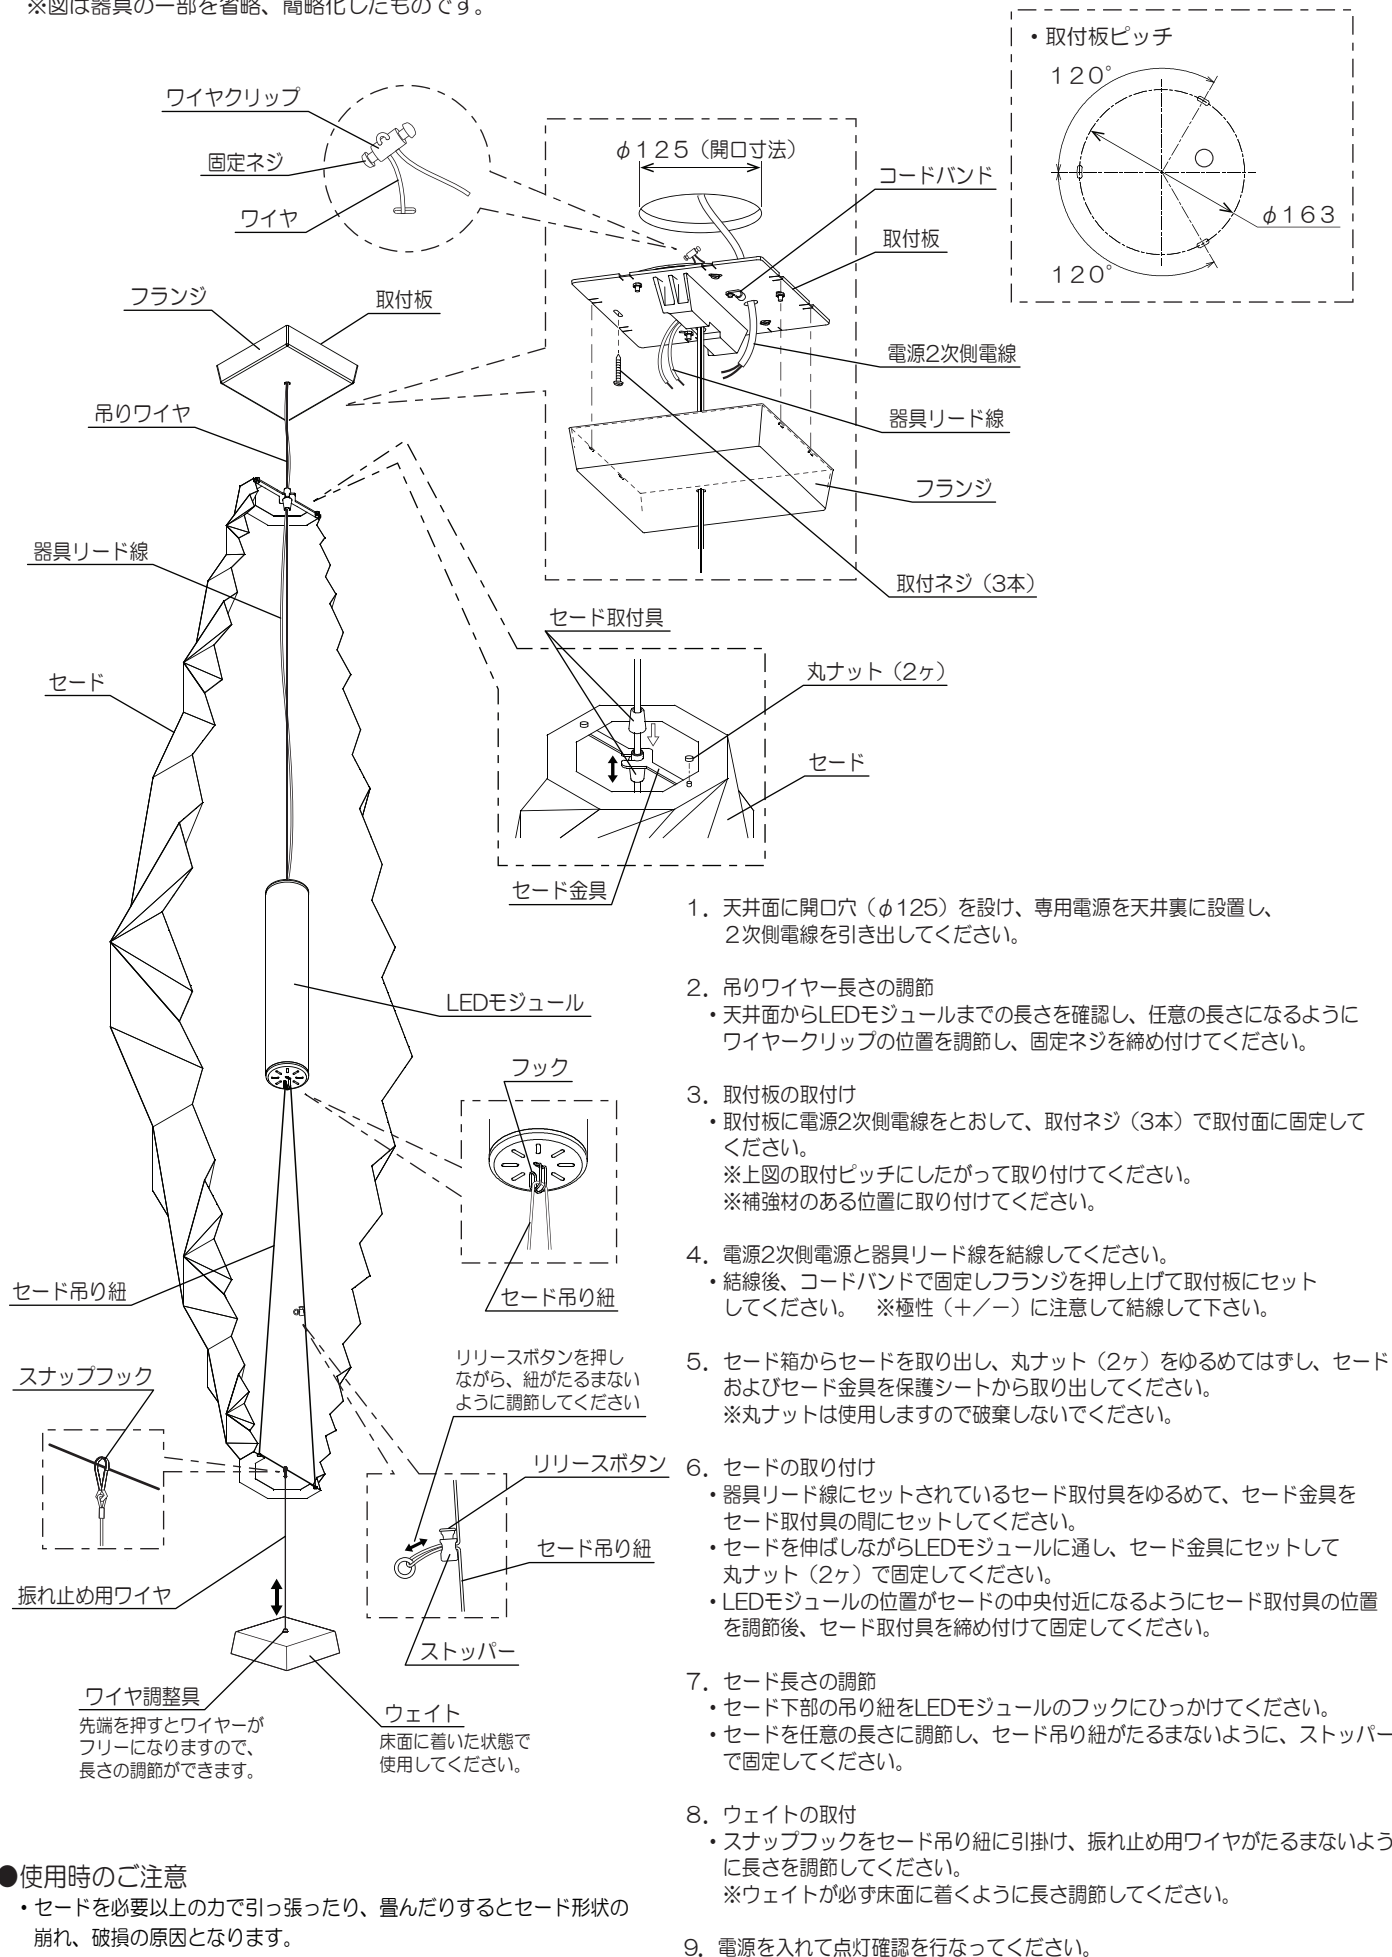 ※図は器具の一部を省略、簡略化したものです。
・取付板ピッチ
120°
φ163
120°
ワイヤクリップ
固定ネジ
ワイヤ
φ125（開口寸法）
コードバンド
取付板
電源2次側電線
器具リード線
フランジ
取付ネジ（3本）
フランジ
取付板
吊りワイヤ
器具リード線
セード
セード取付具
丸ナット（2ヶ）
セード
セード金具
LEDモジュール
フック
セード吊り紐
セード吊り紐
スナップフック
リリースボタンを押し
ながら、紐がたるまない
ように調節してください
リリースボタン
セード吊り紐
ストッパー
振れ止め用ワイヤ
ワイヤ調整具
先端を押すとワイヤーが
フリーになりますので、
長さの調節ができます。
ウェイト
床面に着いた状態で
使用してください。
1．天井面に開口穴（φ125）を設け、専用電源を天井裏に設置し、
２次側電線を引き出してください。
2．吊りワイヤー長さの調節
・天井面からLEDモジュールまでの長さを確認し、任意の長さになるように
ワイヤークリップの位置を調節し、固定ネジを締め付けてください。
3．取付板の取付け
・取付板に電源2次側電線をとおして、取付ネジ（3本）で取付面に固定して
ください。
※上図の取付ピッチにしたがって取り付けてください。
※補強材のある位置に取り付けてください。
4．電源2次側電源と器具リード線を結線してください。
・結線後、コードバンドで固定しフランジを押し上げて取付板にセット
してください。　※極性（＋／－）に注意して結線して下さい。
5．セード箱からセードを取り出し、丸ナット（2ヶ）をゆるめてはずし、セード
およびセード金具を保護シートから取り出してください。
※丸ナットは使用しますので破棄しないでください。
6．セードの取り付け
・器具リード線にセットされているセード取付具をゆるめて、セード金具を
セード取付具の間にセットしてください。
・セードを伸ばしながらLEDモジュールに通し、セード金具にセットして
丸ナット（2ヶ）で固定してください。
・LEDモジュールの位置がセードの中央付近になるようにセード取付具の位置
を調節後、セード取付具を締め付けて固定してください。
7．セード長さの調節
・セード下部の吊り紐をLEDモジュールのフックにひっかけてください。
・セードを任意の長さに調節し、セード吊り紐がたるまないように、ストッパー
で固定してください。
8．ウェイトの取付
・スナップフックをセード吊り紐に引掛け、振れ止め用ワイヤがたるまないよう
に長さを調節してください。
※ウェイトが必ず床面に着くように長さ調節してください。
9．電源を入れて点灯確認を行なってください。
●使用時のご注意
・セードを必要以上の力で引っ張ったり、畳んだりするとセード形状の
崩れ、破損の原因となります。